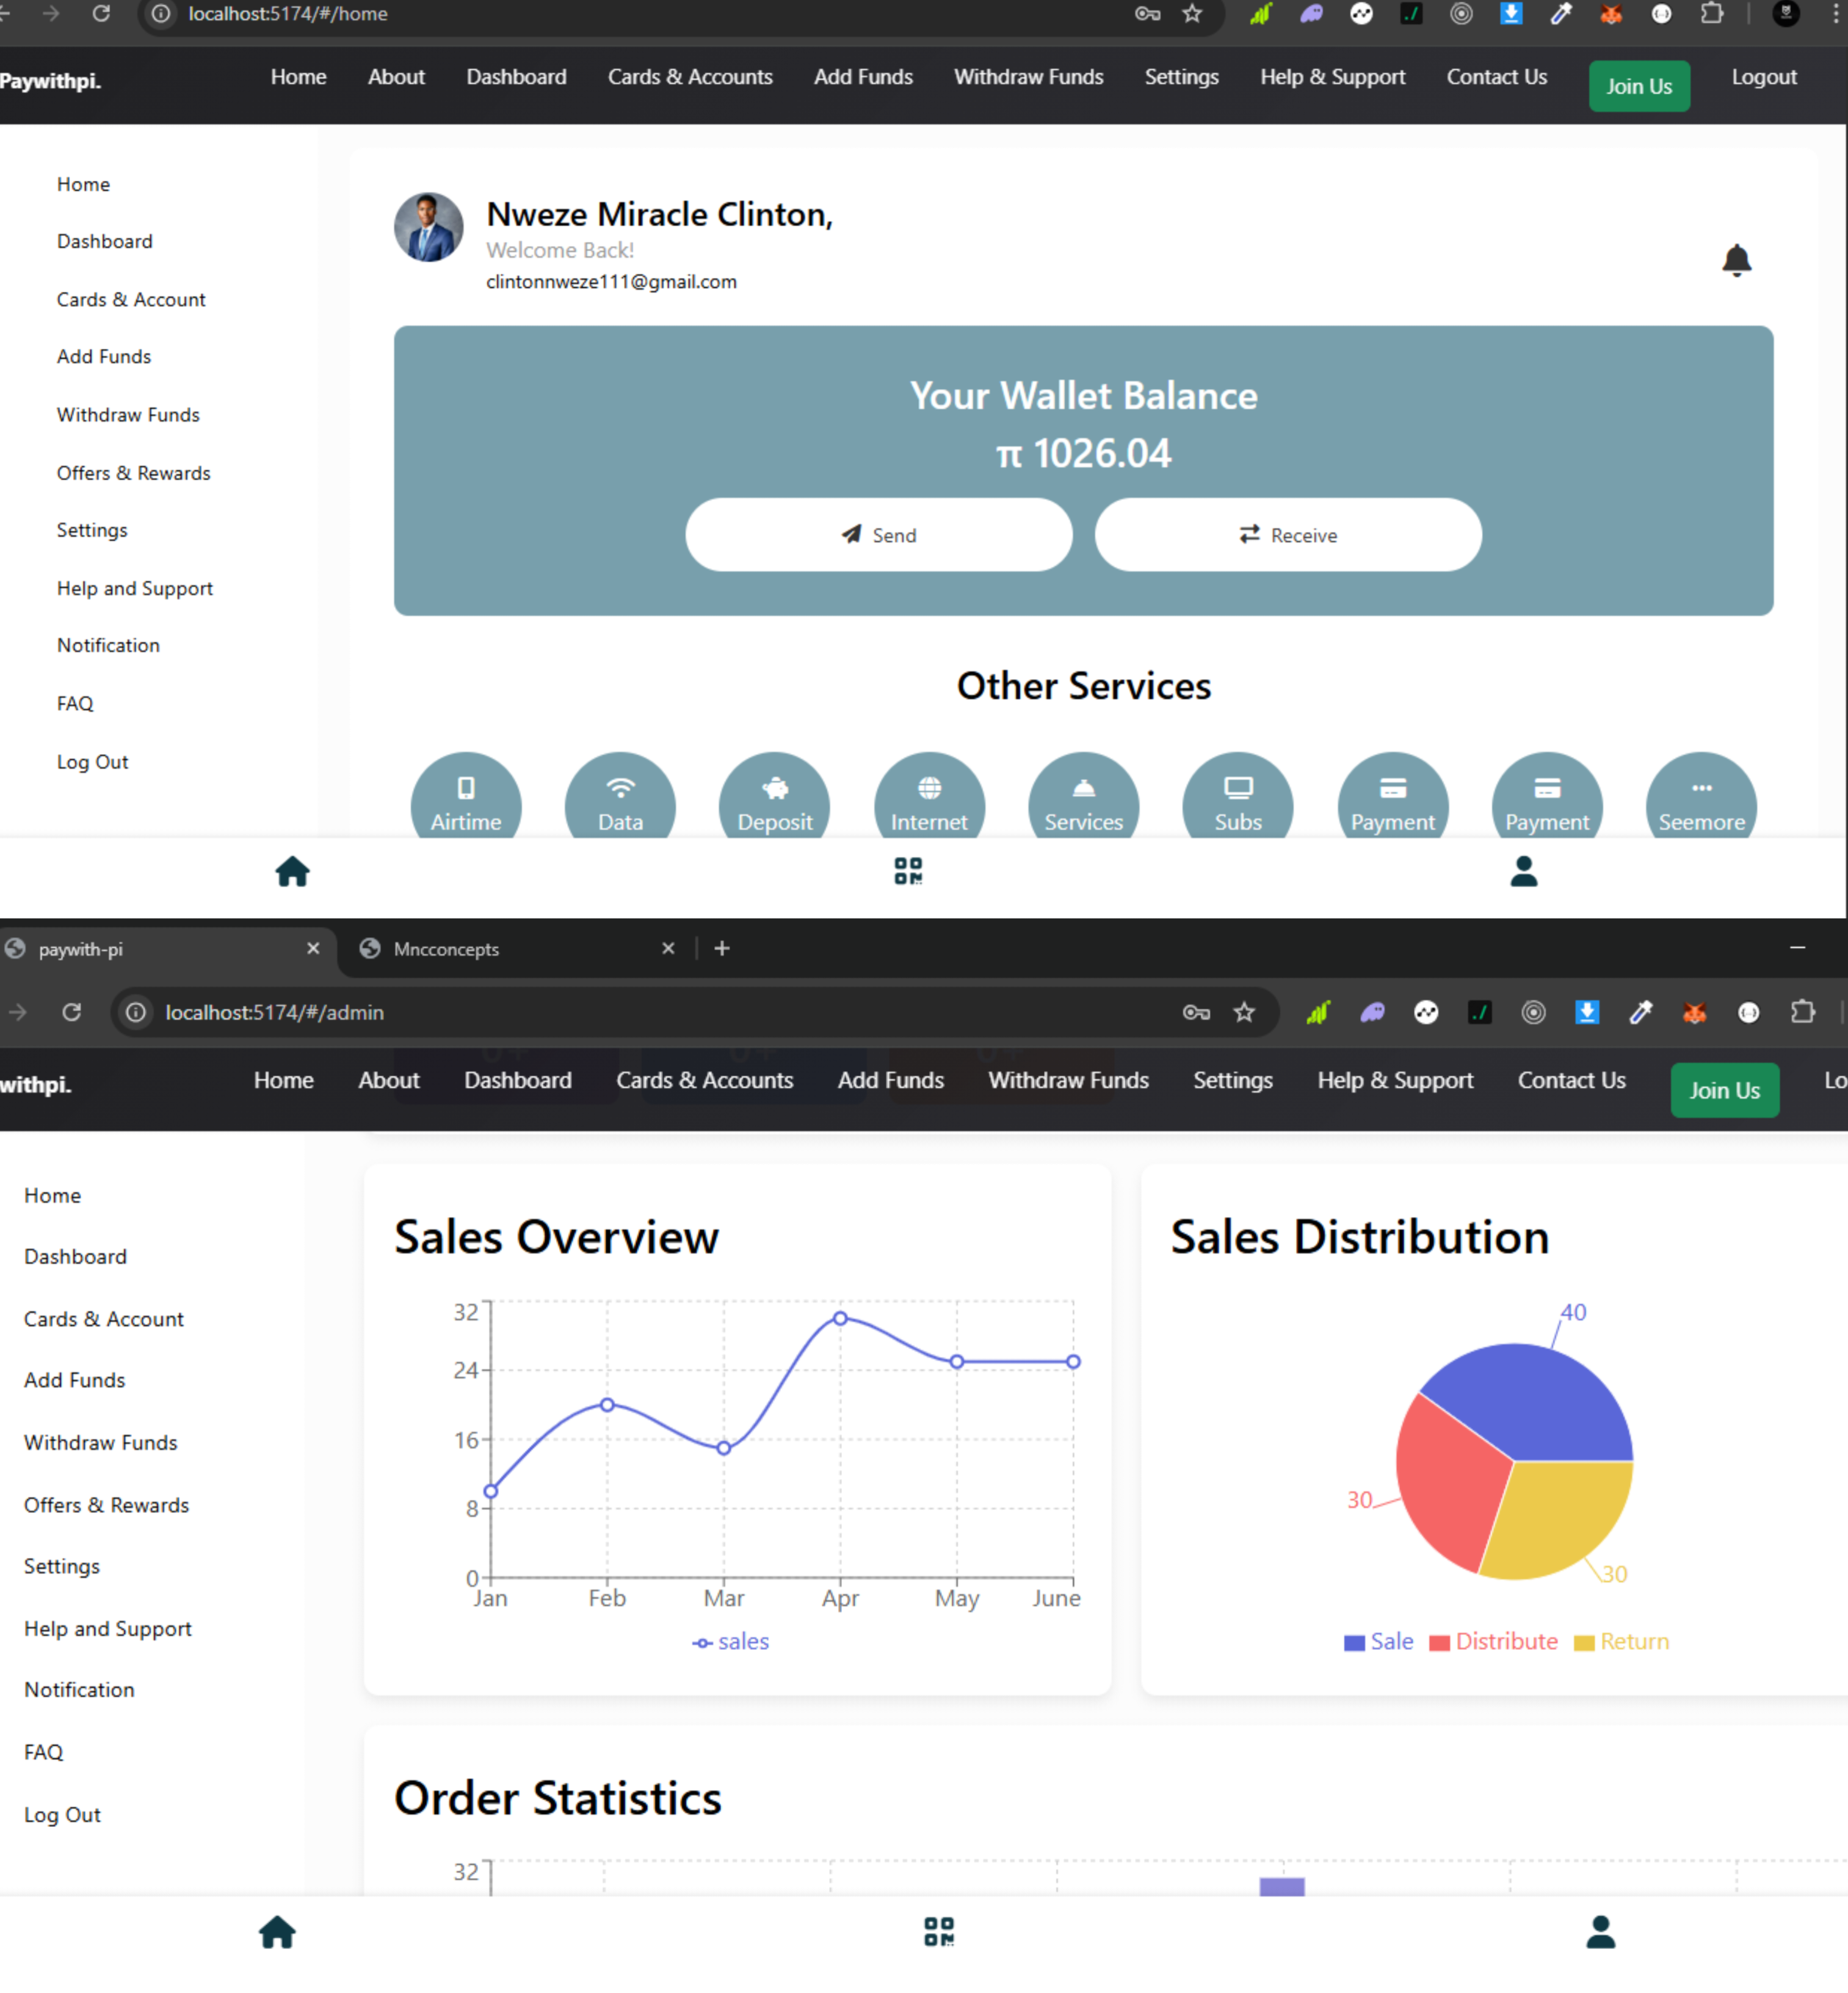 localhost:5174/#/home
Paywithpi. Home About Dashboard Cards & Accounts Add Funds Withdraw Funds Settings Help & Support Contact Us Join Us Logout
Home
Dashboard
Cards & Account
Add Funds
Withdraw Funds
Offers & Rewards
Settings
Help and Support
Notification
FAQ
Log Out
Nweze Miracle Clinton,
Welcome Back!
clintonnweze111@gmail.com
Your Wallet Balance
π 1026.04
Send Receive
Other Services
Airtime Data Deposit Internet Services Subs Payment Payment Seemore
paywith-pi Mncconcepts
localhost:5174/#/admin
withpi. Home About Dashboard Cards & Accounts Add Funds Withdraw Funds Settings Help & Support Contact Us Join Us Lo
Home
Dashboard
Cards & Account
Add Funds
Withdraw Funds
Offers & Rewards
Settings
Help and Support
Notification
FAQ
Log Out
Sales Overview
32
24
16
8
0
Jan Feb Mar Apr May June
sales
Sales Distribution
40
30
30
Sale Distribute Return
Order Statistics
32